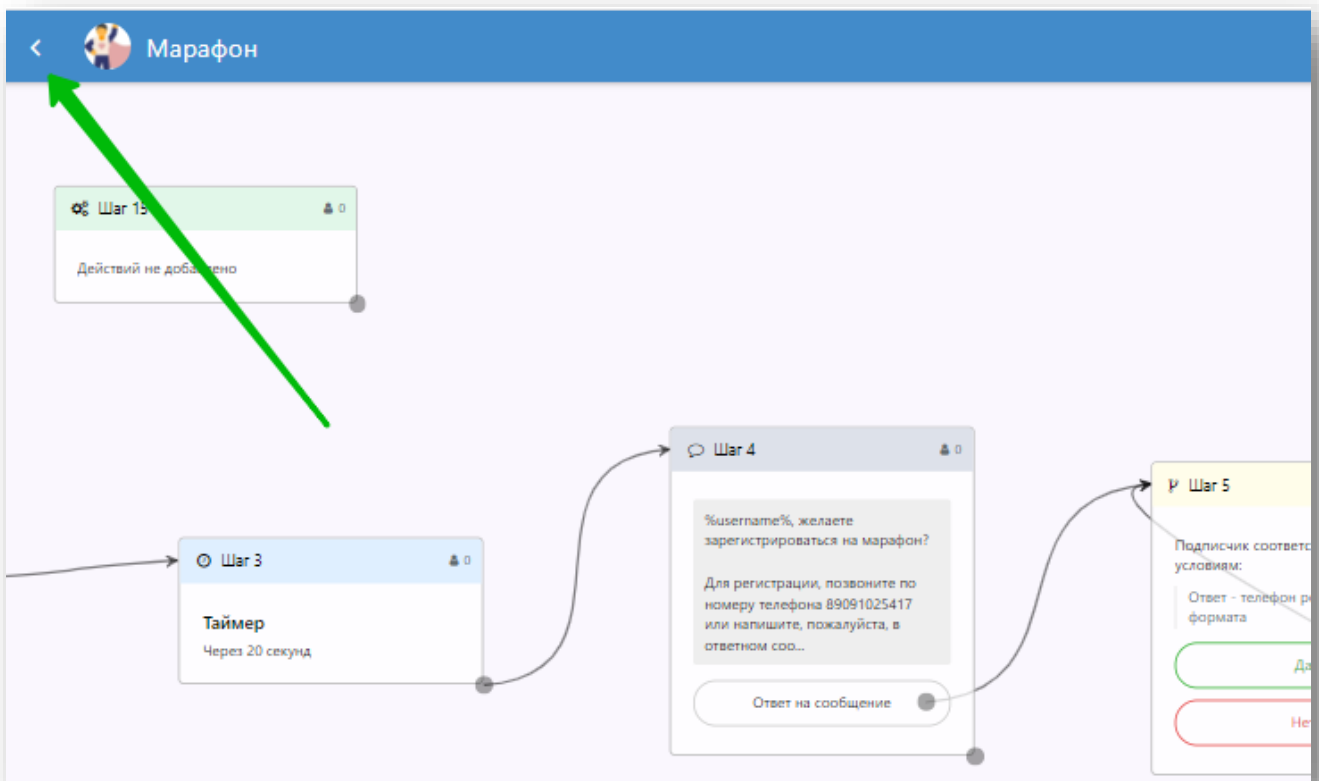 Марафон
Шаг 15
0
Действий не добавлено
Шаг 3
0
Таймер
Через 20 секунд
Шаг 4
0
%username%, желаете
зарегистрироваться на марафон?
Для регистрации, позвоните по
номеру телефона 89091025417
или напишите, пожалуйста, в
ответном соо...
Ответ на сообщение
Шаг 5
Подписчик соответс
условиям:
Ответ - телефон ро
формата
Да
Нет